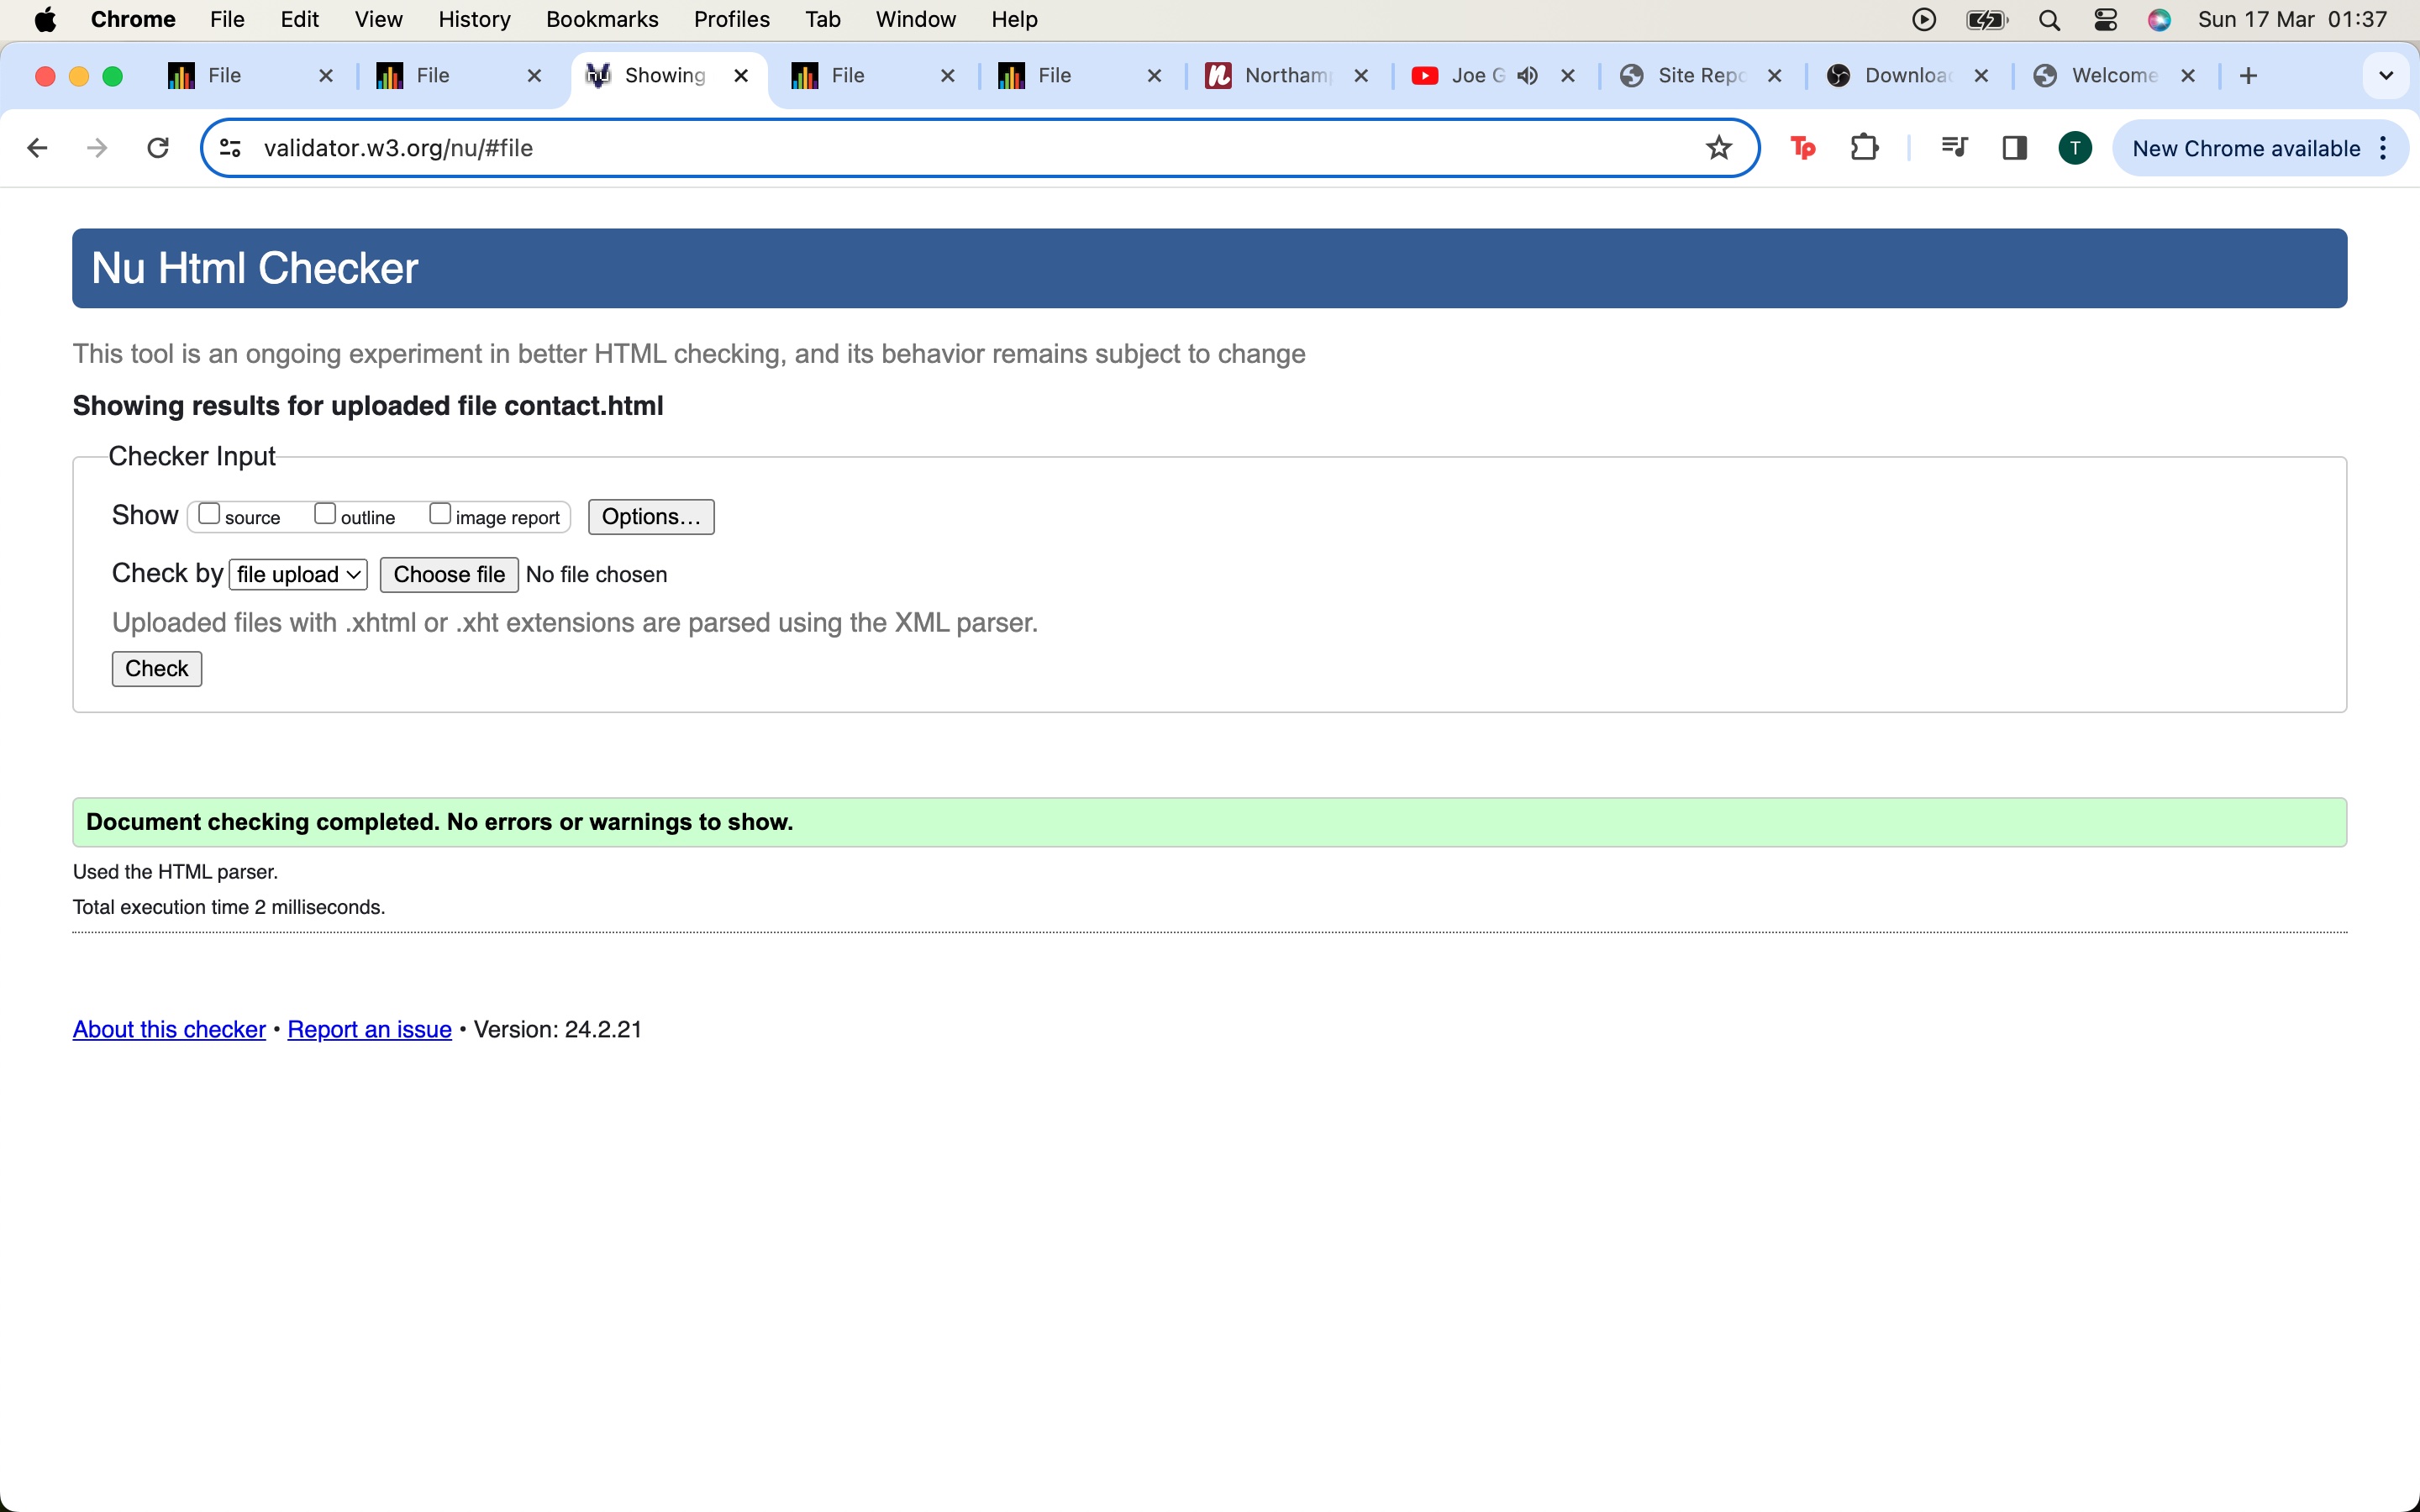 Chrome File Edit View History Bookmarks Profiles Tab Window Help Sun 17 Mar 01:37
File File Showing File File Northam Joe G Site Rep Downloa Welcome
validator.w3.org/nu/#file Tp T New Chrome available
Nu Html Checker
This tool is an ongoing experiment in better HTML checking, and its behavior remains subject to change
Showing results for uploaded file contact.html
Checker Input
Show source outline image report Options...
Check by file upload Choose file No file chosen
Uploaded files with .xhtml or .xht extensions are parsed using the XML parser.
Check
Document checking completed. No errors or warnings to show.
Used the HTML parser.
Total execution time 2 milliseconds.
About this checker • Report an issue • Version: 24.2.21